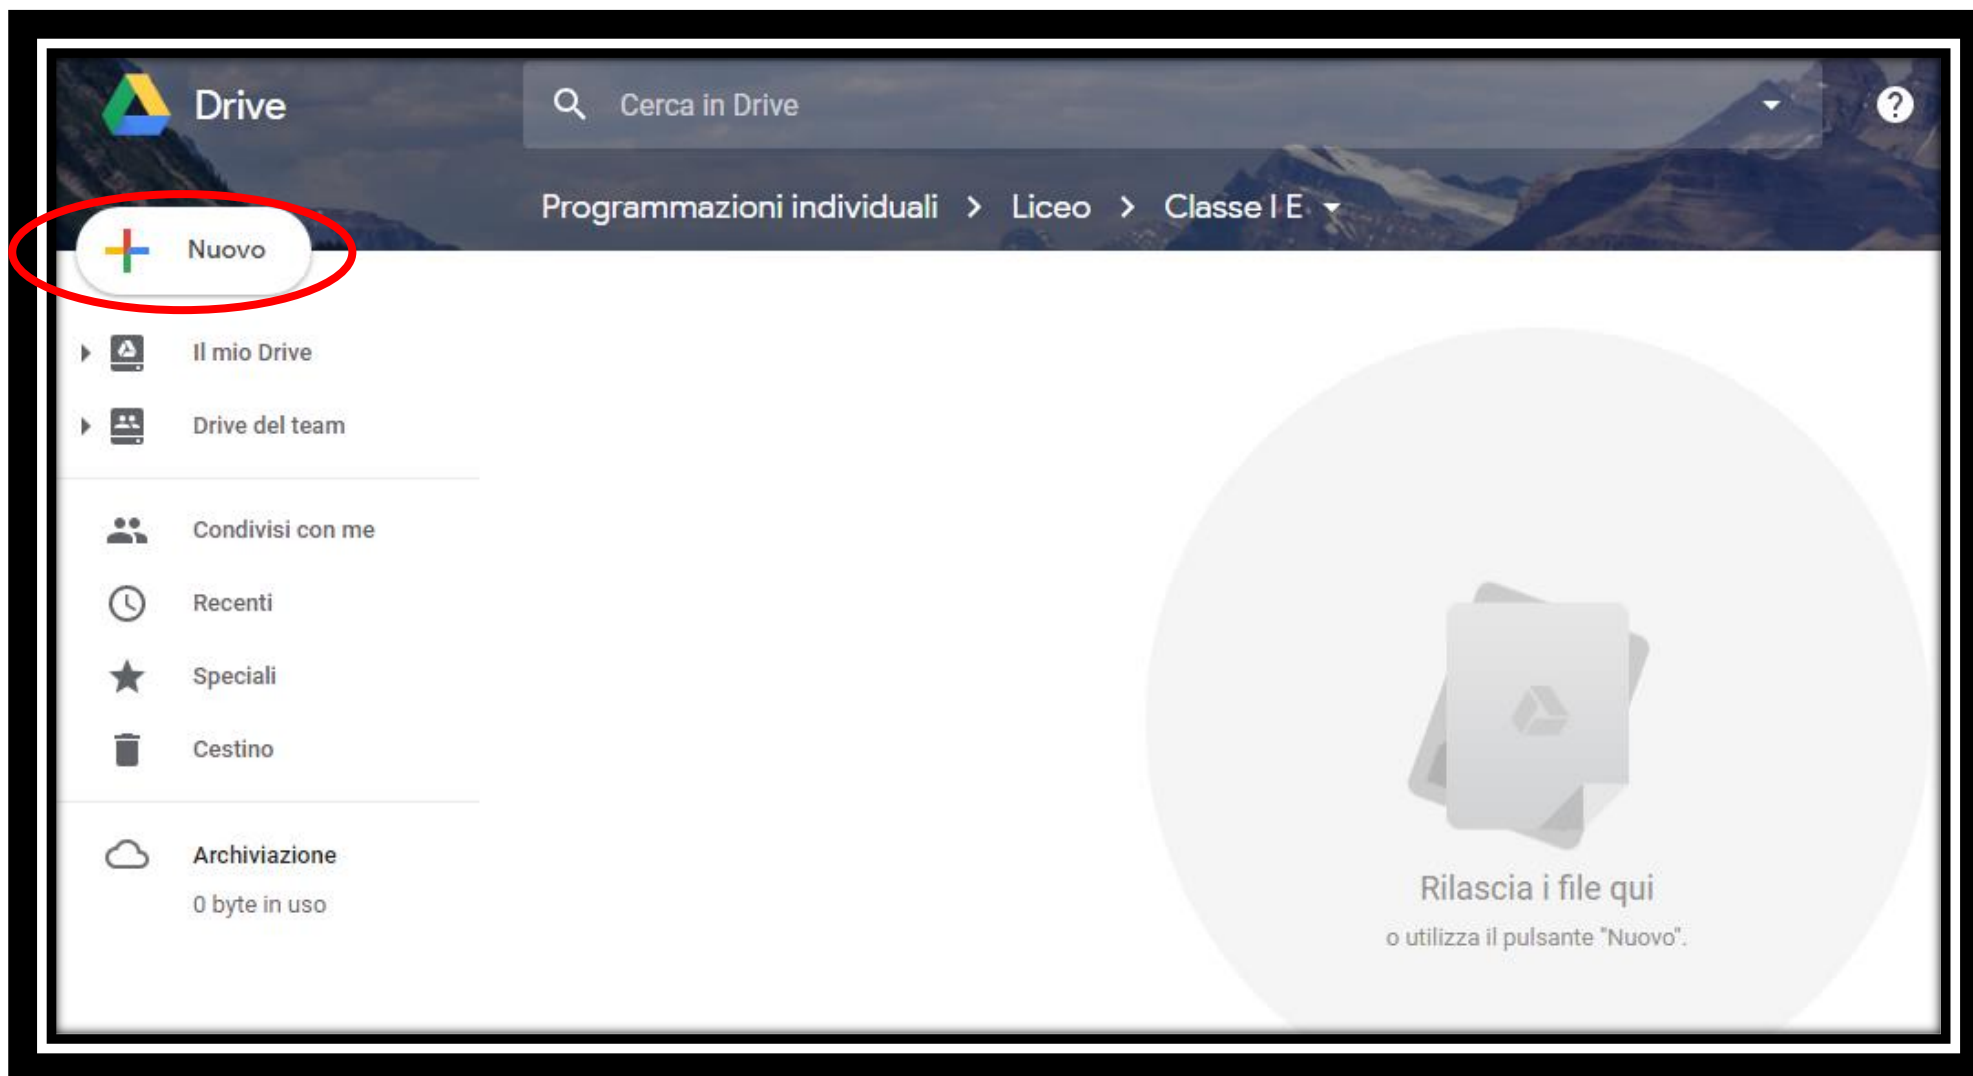 Drive
Cerca in Drive
Programmazioni individuali > Liceo > Classe I E
Nuovo
Il mio Drive
Drive del team
Condivisi con me
Recenti
Speciali
Cestino
Archiviazione
0 byte in uso
Rilascia i file qui
o utilizza il pulsante "Nuovo".